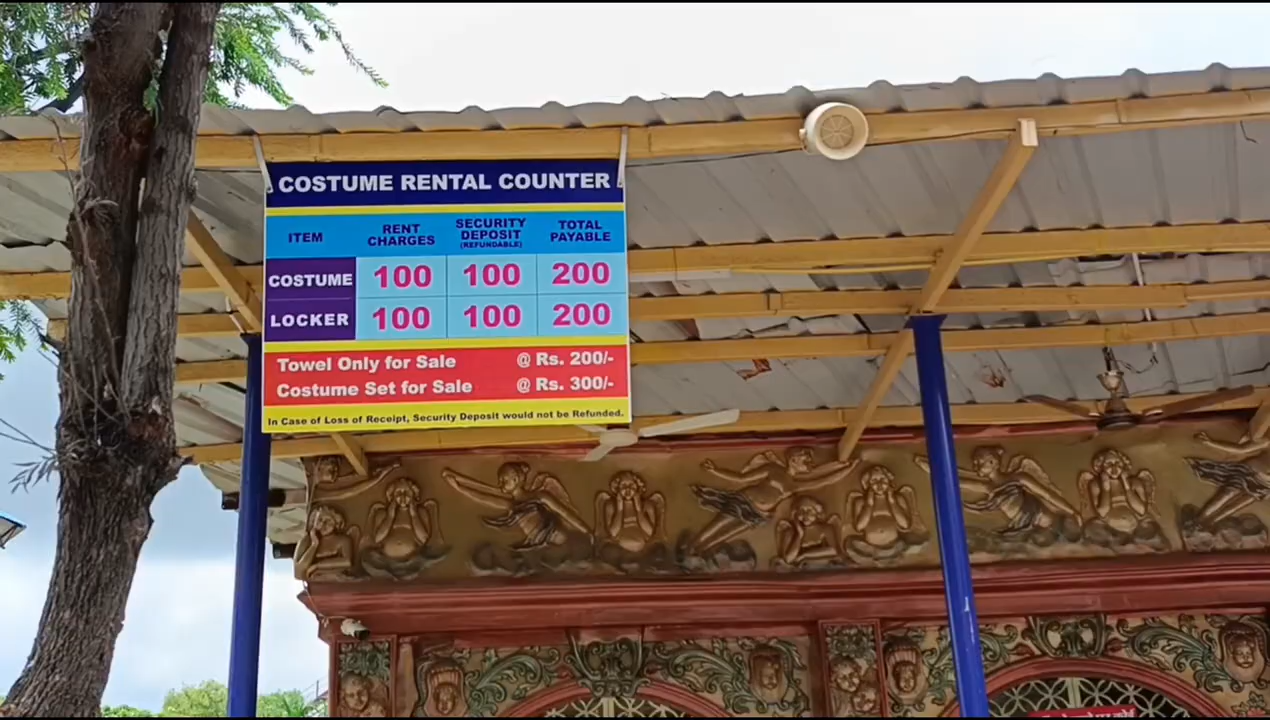 COSTUME RENTAL COUNTER
ITEM RENT CHARGES SECURITY DEPOSIT (REFUNDABLE) TOTAL PAYABLE
COSTUME 100 100 200
LOCKER 100 100 200
Towel Only for Sale @ Rs. 200/-
Costume Set for Sale @ Rs. 300/-
In Case of Loss of Receipt, Security Deposit would not be Refunded.